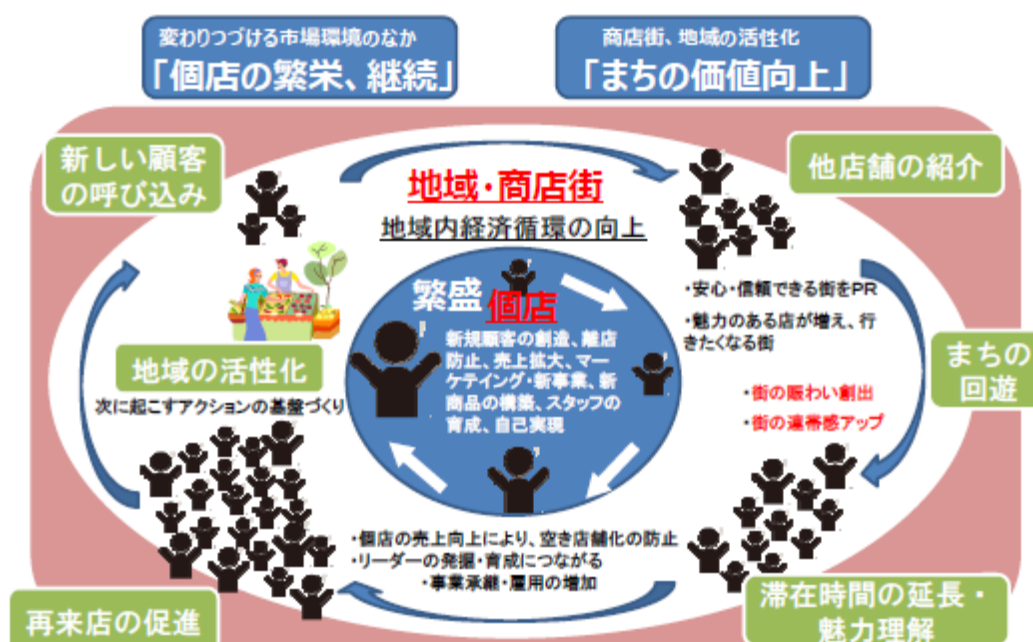 変わりつづける市場環境のなか
「個店の繁栄、継続」
商店街、地域の活性化
「まちの価値向上」
新しい顧客
の呼び込み
地域・商店街
地域内経済循環の向上
他店舗の紹介
繁盛 個店
新規顧客の創造、離店
防止、売上拡大、マー
ケテイング・新事業、新
商品の構築、スタッフの
育成、自己実現
・安心・信頼できる街をPR
・魅力のある店が増え、行
きたくなる街
・街の賑わい創出
・街の連帯感アップ
まちの
回遊
地域の活性化
次に起こすアクションの基盤づくり
・個店の売上向上により、空き店舗化の防止
・リーダーの発掘・育成につながる
・事業承継・雇用の増加
再来店の促進
滞在時間の延長・
魅力理解